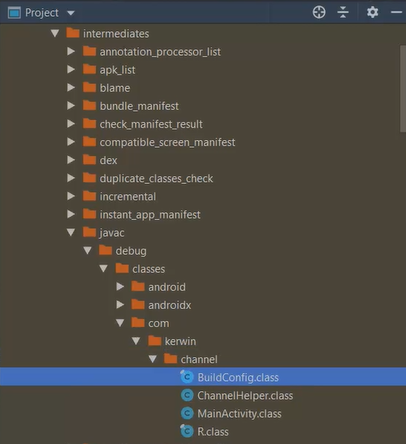 Project
intermediates
annotation_processor_list
apk_list
blame
bundle_manifest
check_manifest_result
compatible_screen_manifest
dex
duplicate_classes_check
incremental
instant_app_manifest
javac
debug
classes
android
androidx
com
kerwin
channel
BuildConfig.class
ChannelHelper.class
MainActivity.class
R.class